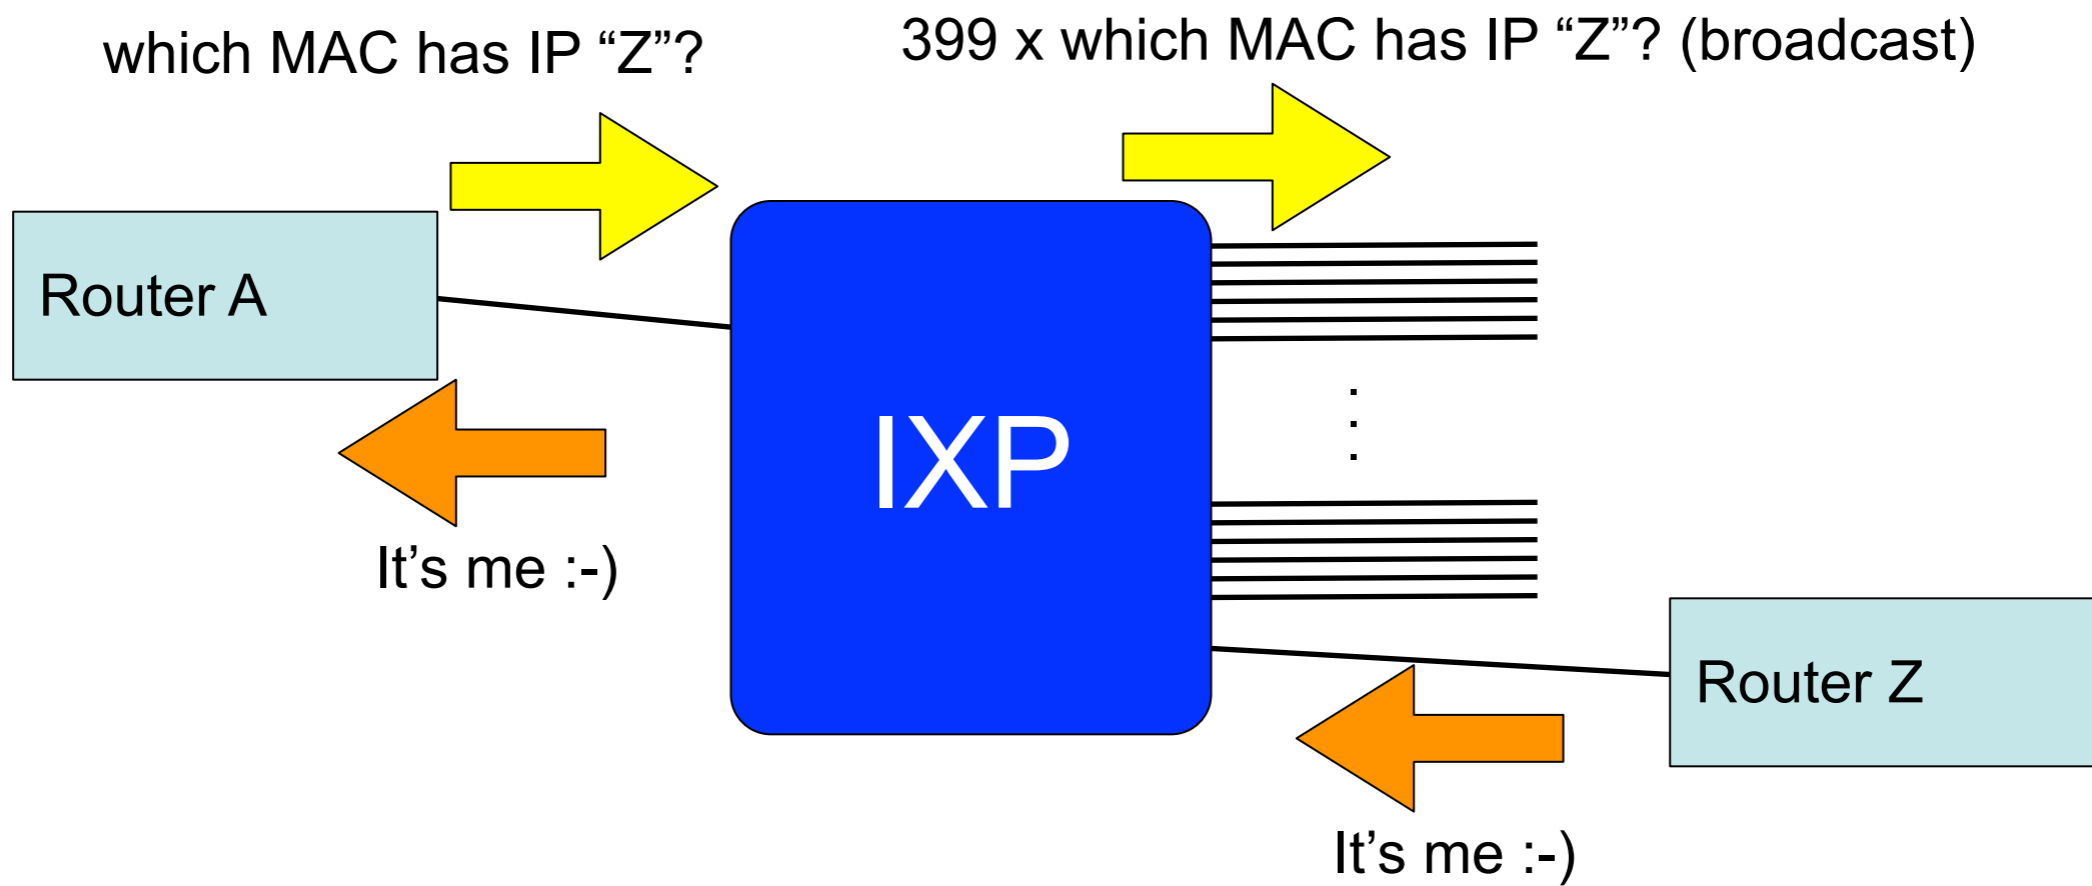 which MAC has IP “Z”?
399 x which MAC has IP “Z”? (broadcast)
Router A
IXP
.
.
.
It’s me :-)
Router Z
It’s me :-)